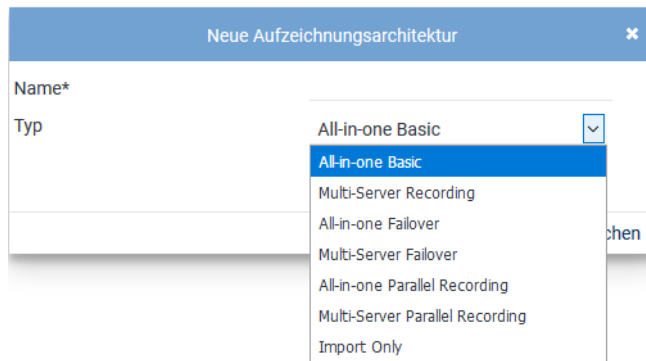 Neue Aufzeichnungsarchitektur
Name*
Typ
All-in-one Basic
All-in-one Basic
Multi-Server Recording
All-in-one Failover
Multi-Server Failover
All-in-one Parallel Recording
Multi-Server Parallel Recording
Import Only